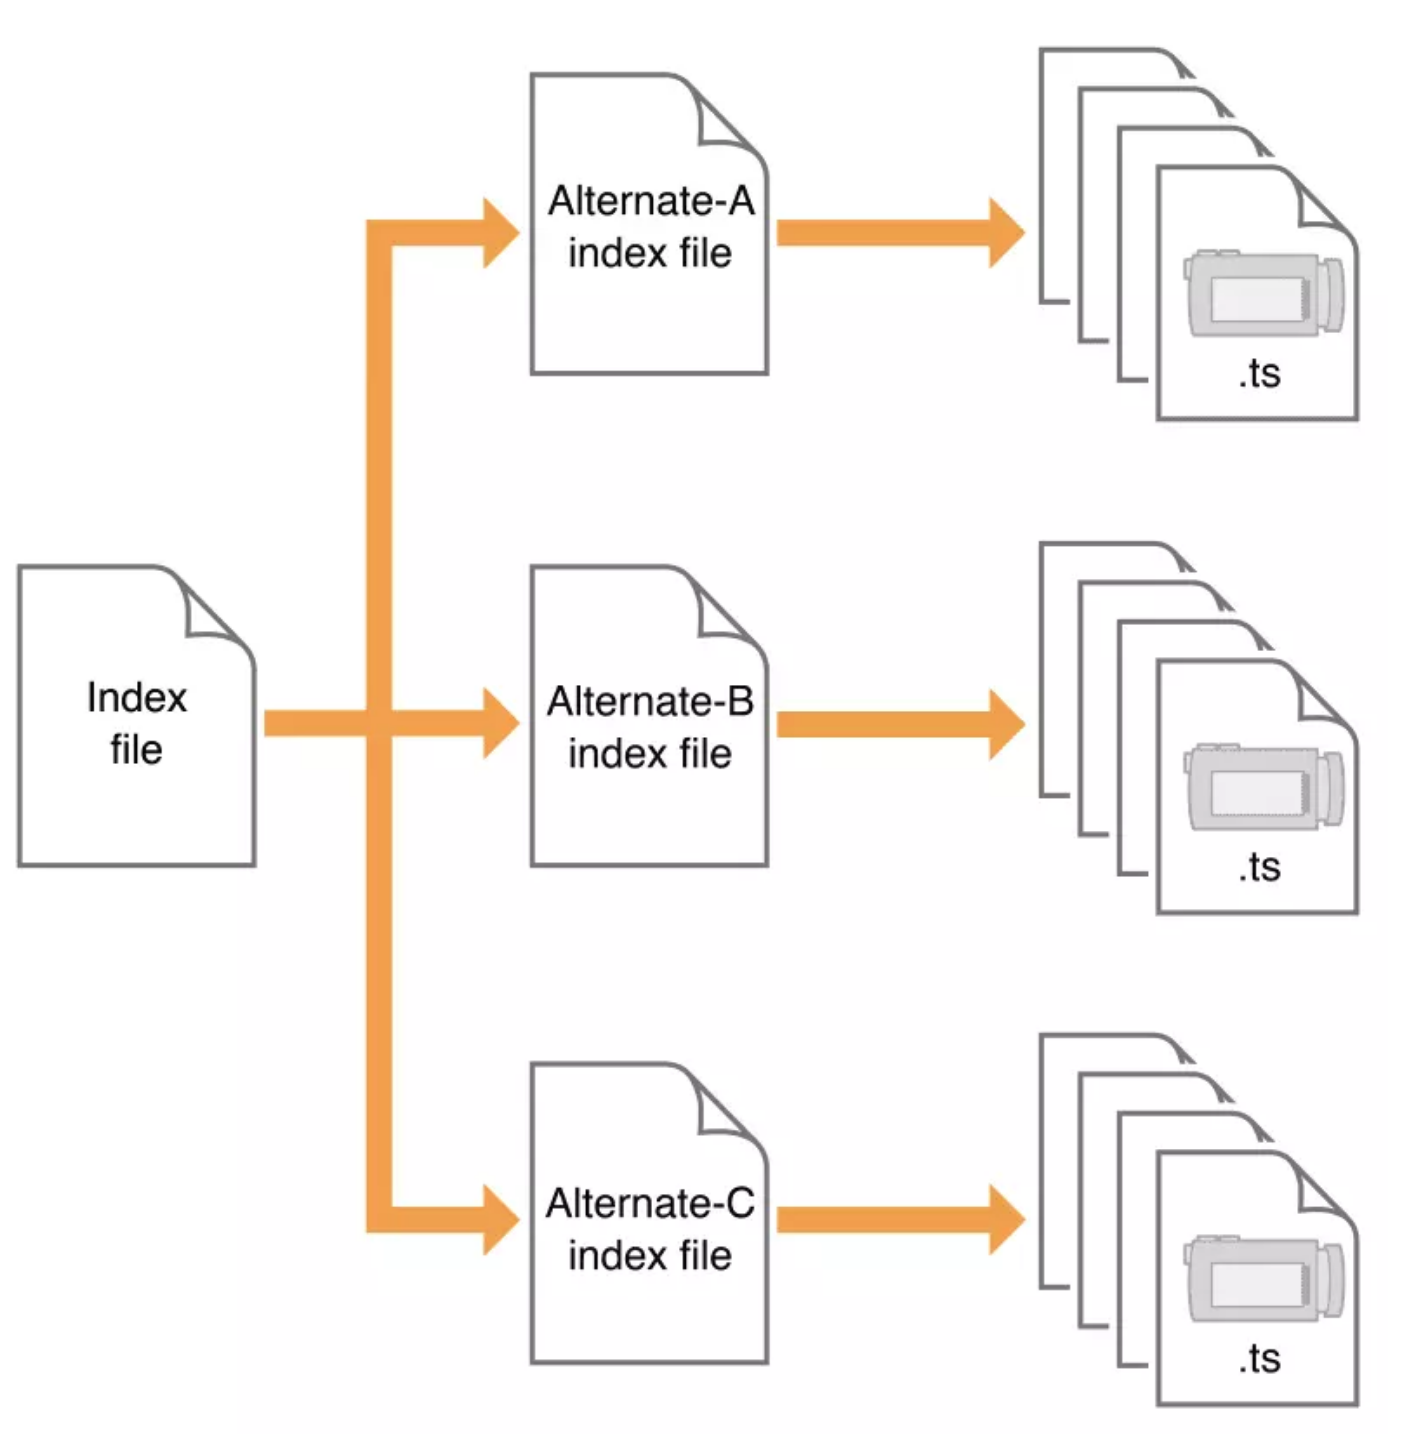 Alternate-A
index file
.ts
Index
file
Alternate-B
index file
.ts
Alternate-C
index file
.ts